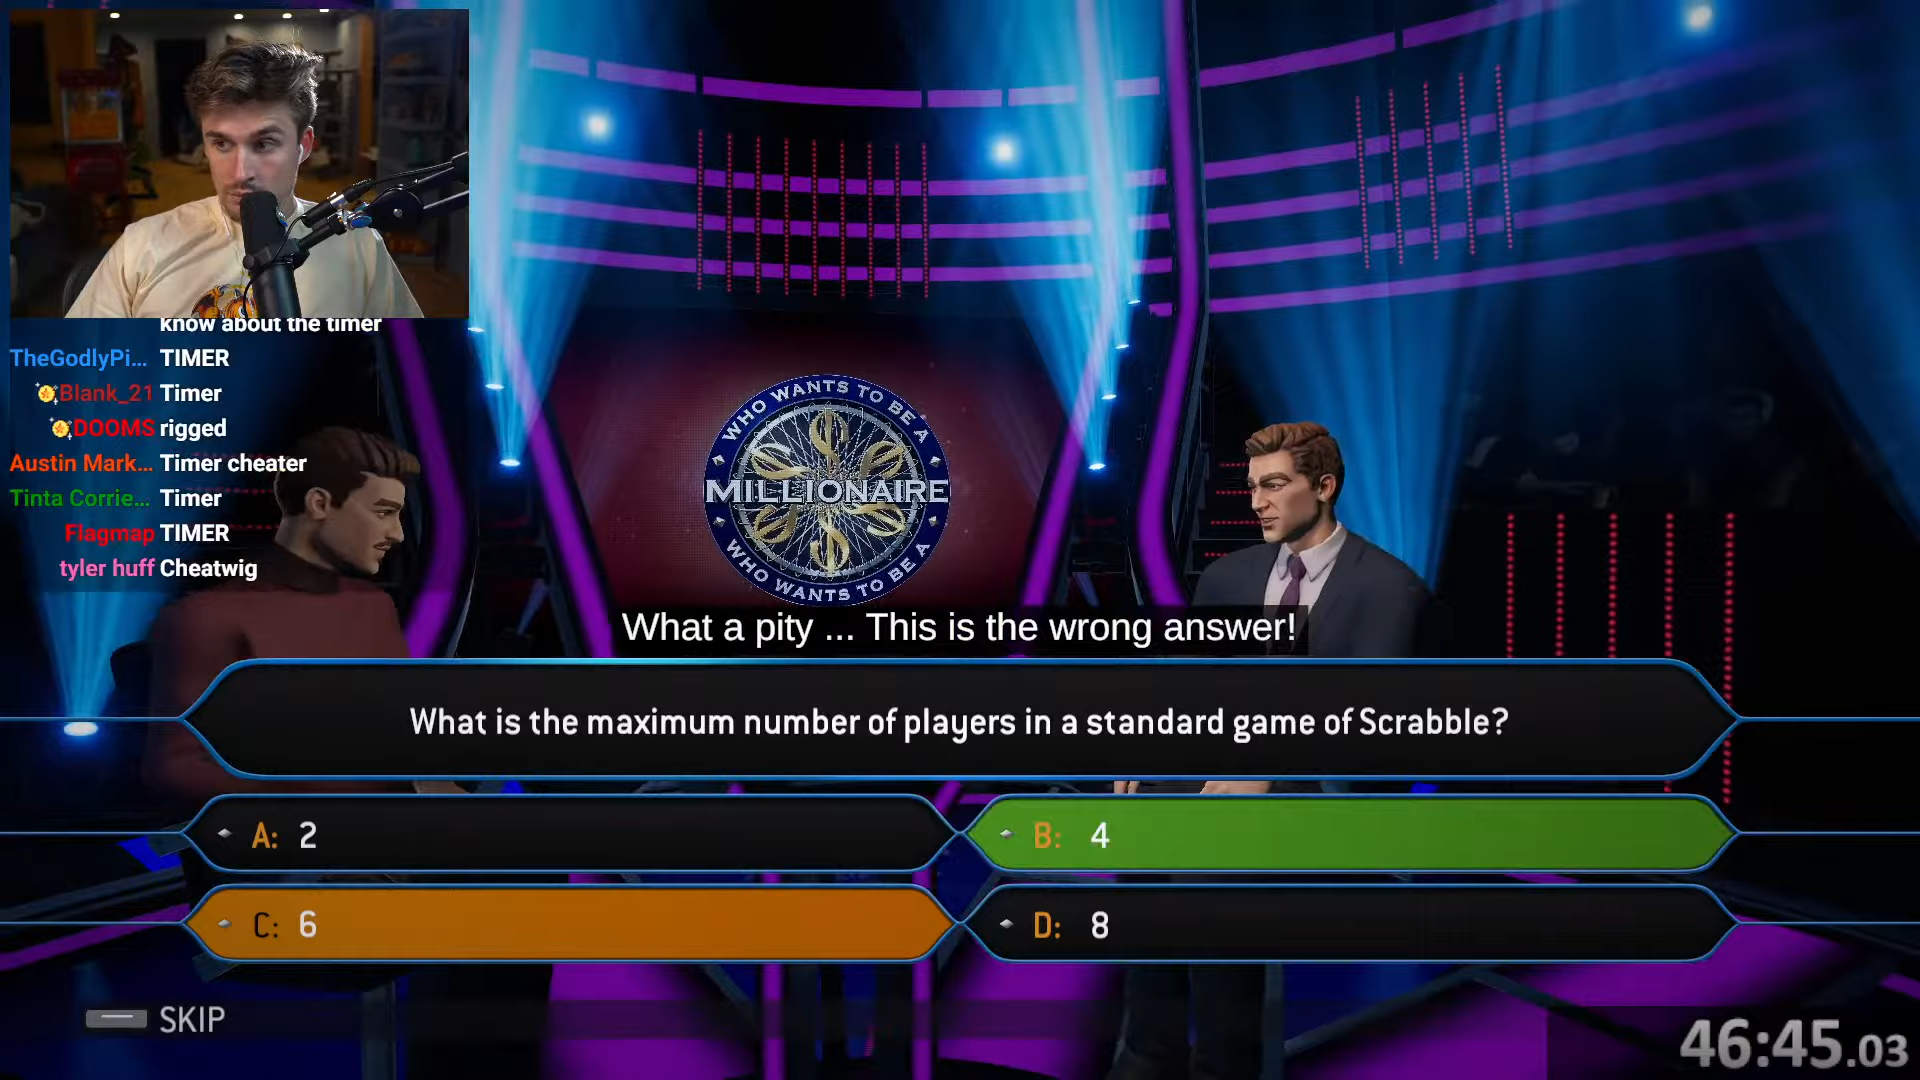 know about the timer
TheGodlyPi... TIMER
Blank_21 Timer
DOOMS rigged
Austin Mark... Timer cheater
Tinta Corrie... Timer
Flagmap TIMER
tyler huff Cheatwig
WHO WANTS TO BE A
MILLIONAIRE
WHO WANTS TO BE A
What a pity ... This is the wrong answer!
What is the maximum number of players in a standard game of Scrabble?
A: 2
B: 4
C: 6
D: 8
SKIP
46:45.03